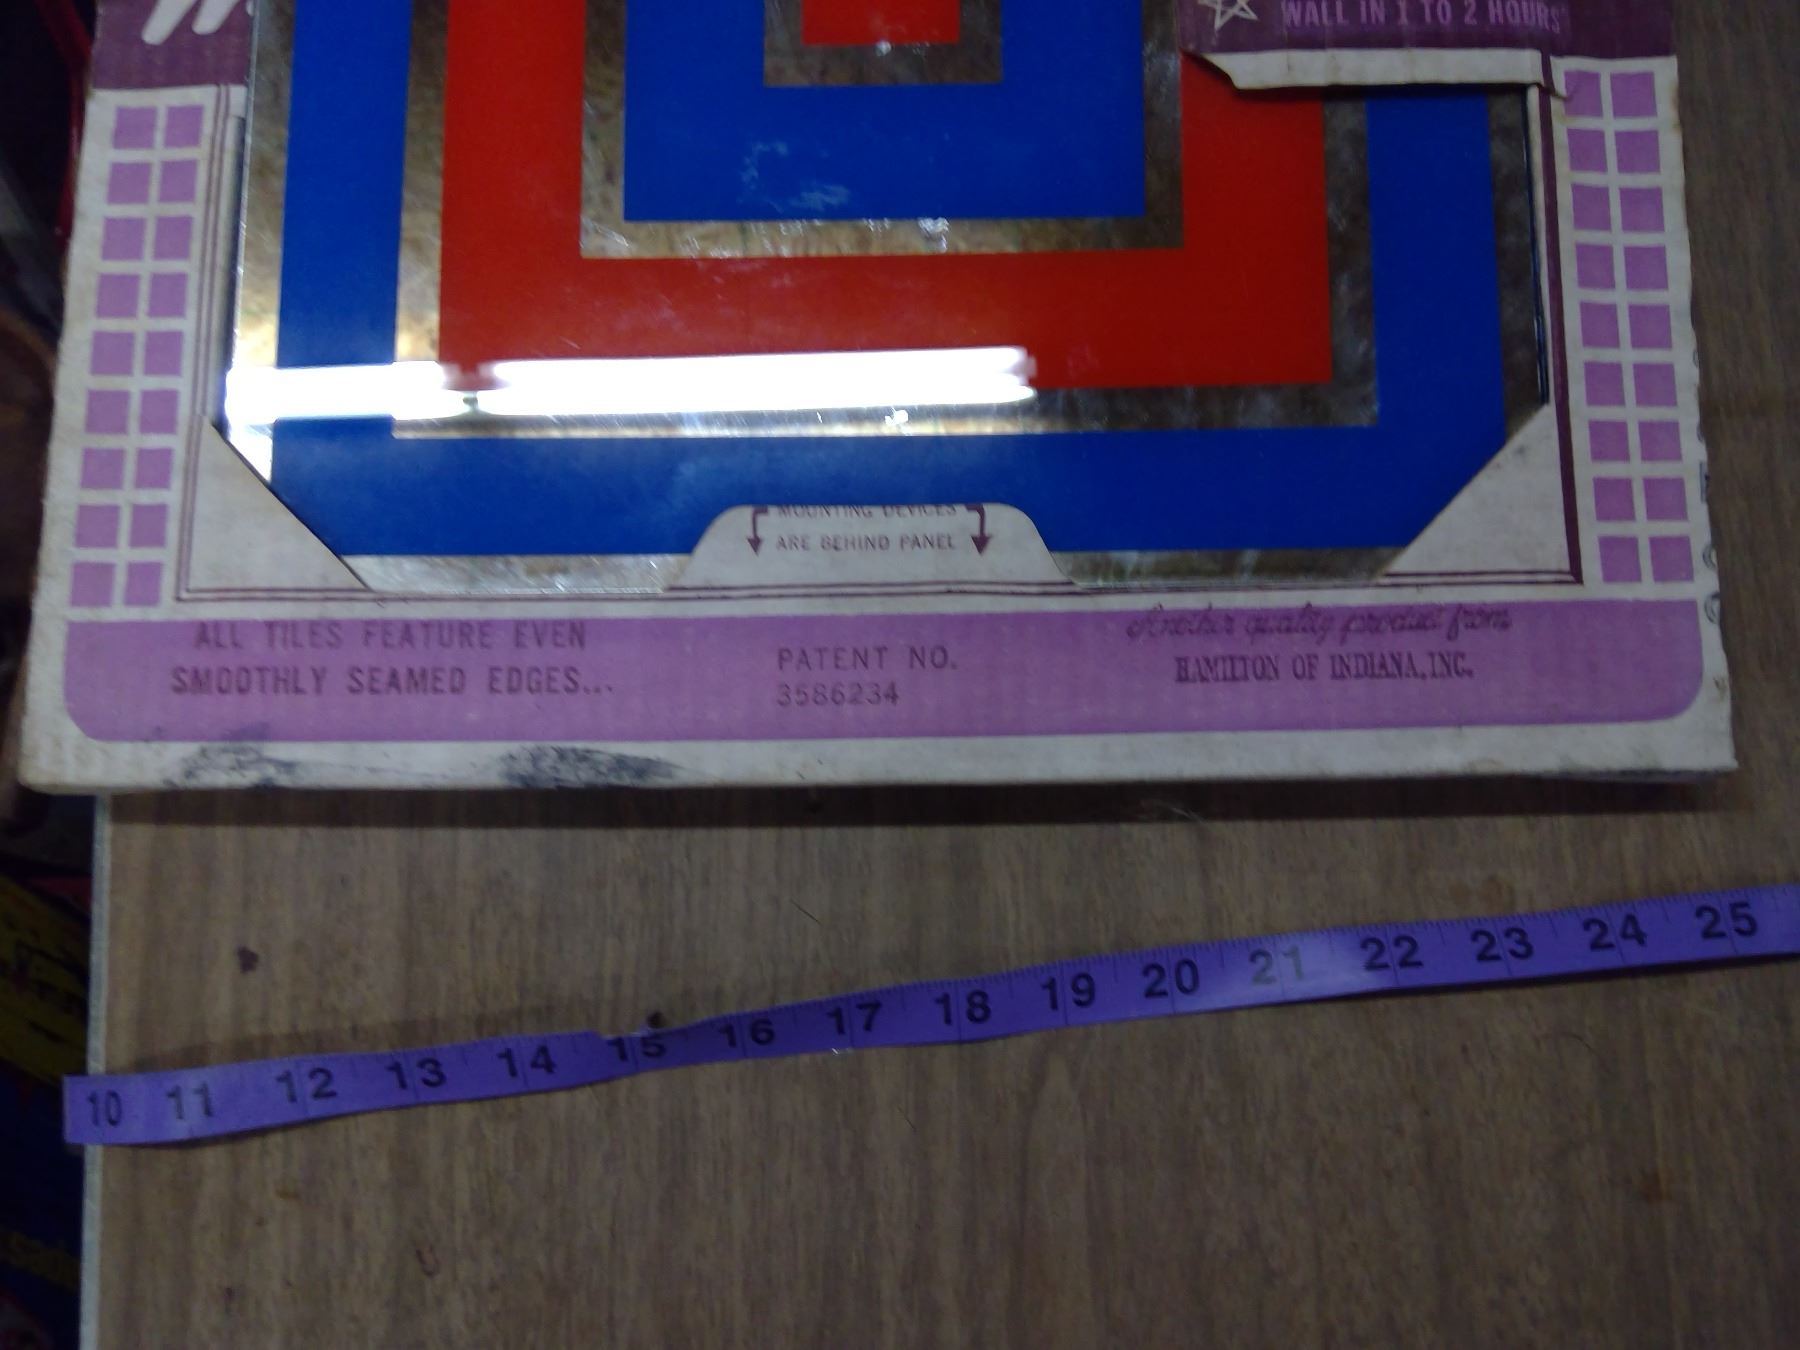 WALL IN 1 TO 2 HOURS
MOUNTING DEVICES
ARE BEHIND PANEL
ALL TILES FEATURE EVEN
SMOOTHLY SEAMED EDGES...
PATENT NO.
3586234
Another quality product from
HAMILTON OF INDIANA, INC.
10 11 12 13 14 15 16 17 18 19 20 21 22 23 24 25